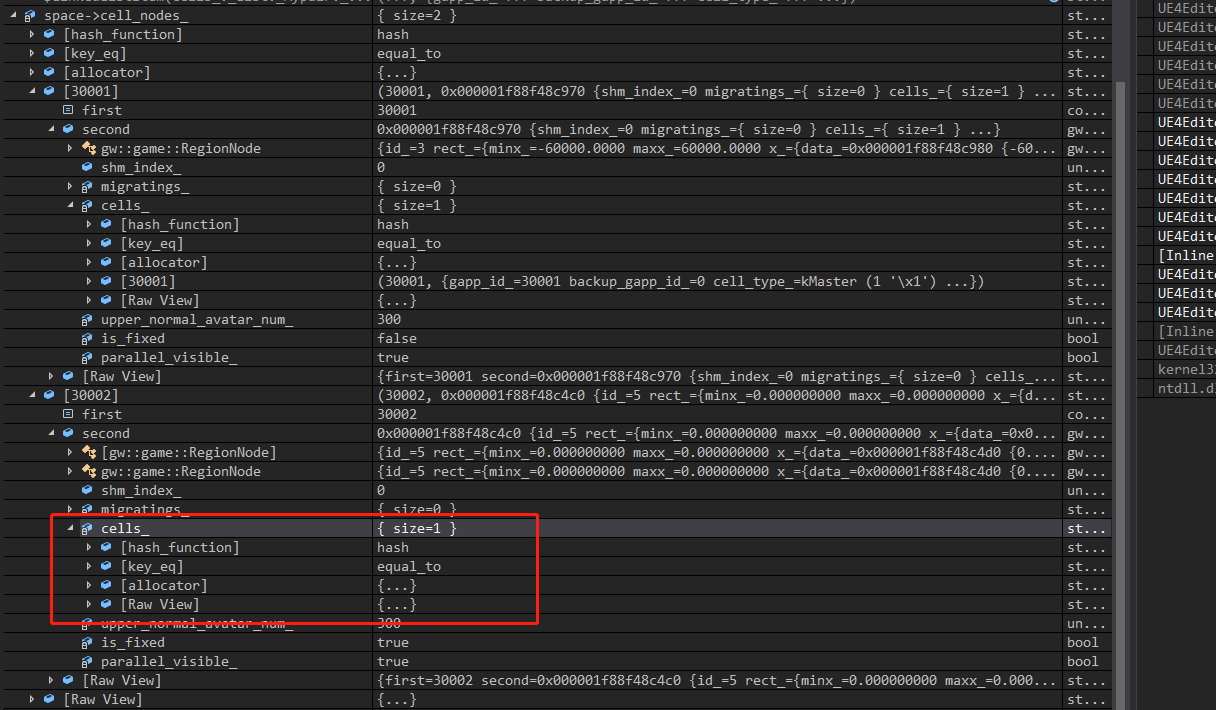 space->cell_nodes_ { size=2 } st...
[hash_function] hash st...
[key_eq] equal_to st...
[allocator] {...} st...
[30001] (30001, 0x000001f88f48c970 {shm_index_=0 migratings_={ size=0 } cells_={ size=1 } ... st...
first 30001 co...
second 0x000001f88f48c970 {shm_index_=0 migratings_={ size=0 } cells_={ size=1 } ...} gw...
gw::game::RegionNode {id_=3 rect_={minx_=-60000.0000 maxx_=60000.0000 x_={data_=0x000001f88f48c980 {-60... gw...
shm_index_ 0 un...
migratings_ { size=0 } st...
cells_ { size=1 } st...
[hash_function] hash st...
[key_eq] equal_to st...
[allocator] {...} st...
[30001] (30001, {gapp_id_=30001 backup_gapp_id_=0 cell_type_=kMaster (1 '\x1') ...}) st...
[Raw View] {...} st...
upper_normal_avatar_num_ 300 un...
is_fixed false bool
parallel_visible_ true bool
[Raw View] {first=30001 second=0x000001f88f48c970 {shm_index_=0 migratings_={ size=0 } cells_... st...
[30002] (30002, 0x000001f88f48c4c0 {id_=5 rect_={minx_=0.000000000 maxx_=0.000000000 x_={d... st...
first 30002 co...
second 0x000001f88f48c4c0 {id_=5 rect_={minx_=0.000000000 maxx_=0.000000000 x_={data_=0x0... gw...
[gw::game::RegionNode] {id_=5 rect_={minx_=0.000000000 maxx_=0.000000000 x_={data_=0x000001f88f48c4d0 {0.... gw...
gw::game::RegionNode {id_=5 rect_={minx_=0.000000000 maxx_=0.000000000 x_={data_=0x000001f88f48c4d0 {0.... gw...
shm_index_ 0 un...
migratings_ { size=0 } st...
cells_ { size=1 } st...
[hash_function] hash st...
[key_eq] equal_to st...
[allocator] {...} st...
[Raw View] {...} st...
upper_normal_avatar_num_ 300 un...
is_fixed true bool
parallel_visible_ true bool
[Raw View] {first=30002 second=0x000001f88f48c4c0 {id_=5 rect_={minx_=0.000000000 maxx_=0.000... st...
[Raw View] {...} st...
UE4Edit
UE4Edit
UE4Edit
UE4Edit
UE4Edit
UE4Edit
UE4Edit
UE4Edit
UE4Edit
UE4Edit
UE4Edit
UE4Edit
UE4Edit
[Inline
UE4Edit
UE4Edit
UE4Edit
[Inline
UE4Edit
kernel3
ntdll.d